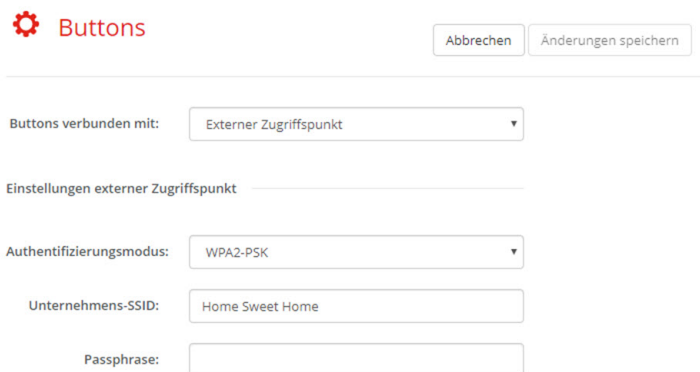 Buttons
Abbrechen Änderungen speichern
Buttons verbunden mit: Externer Zugriffspunkt
Einstellungen externer Zugriffspunkt
Authentifizierungsmodus: WPA2-PSK
Unternehmens-SSID: Home Sweet Home
Passphrase: